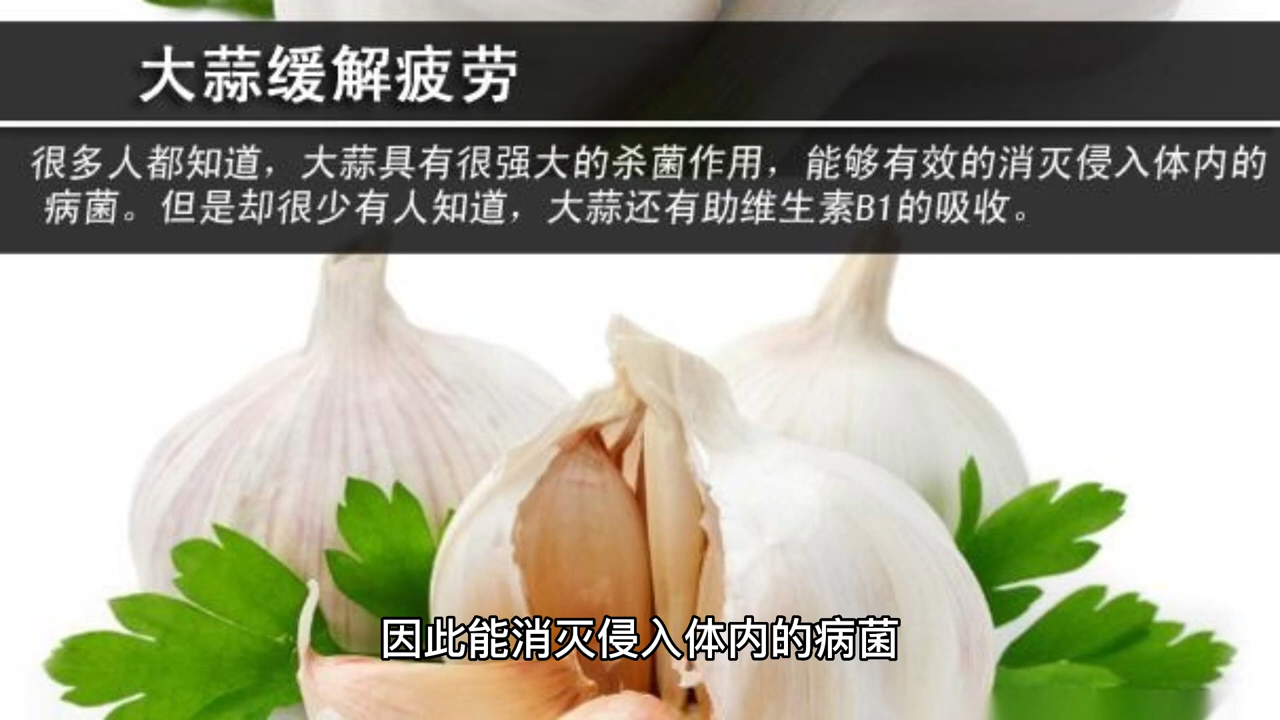 大蒜缓解疲劳
很多人都知道，大蒜具有很强大的杀菌作用，能够有效的消灭侵入体内的
病菌。但是却很少有人知道，大蒜还有助维生素B1的吸收。
因此能消灭侵入体内的病菌